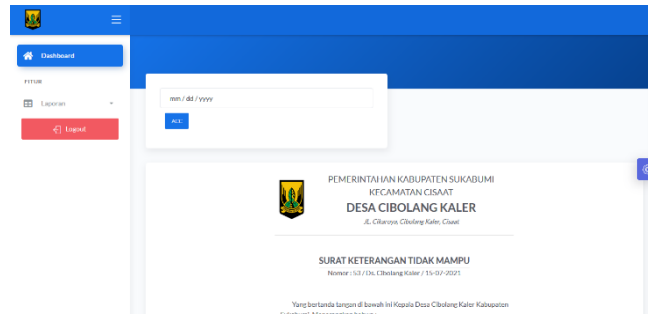 Dashboard
FITUR
Laporan
Logout
mm / dd / yyyy
ACC
PEMERINTAHAN KABUPATEN SUKABUMI
KECAMATAN CISAAT
DESA CIBOLANG KALER
JL. Cikaroya, Cibolang Kaler, Cisaat
SURAT KETERANGAN TIDAK MAMPU
Nomor : 53 / Ds. Cibolang Kaler / 15-07-2021
Yang bertanda tangan di bawah ini Kepala Desa Cibolang Kaler Kabupaten